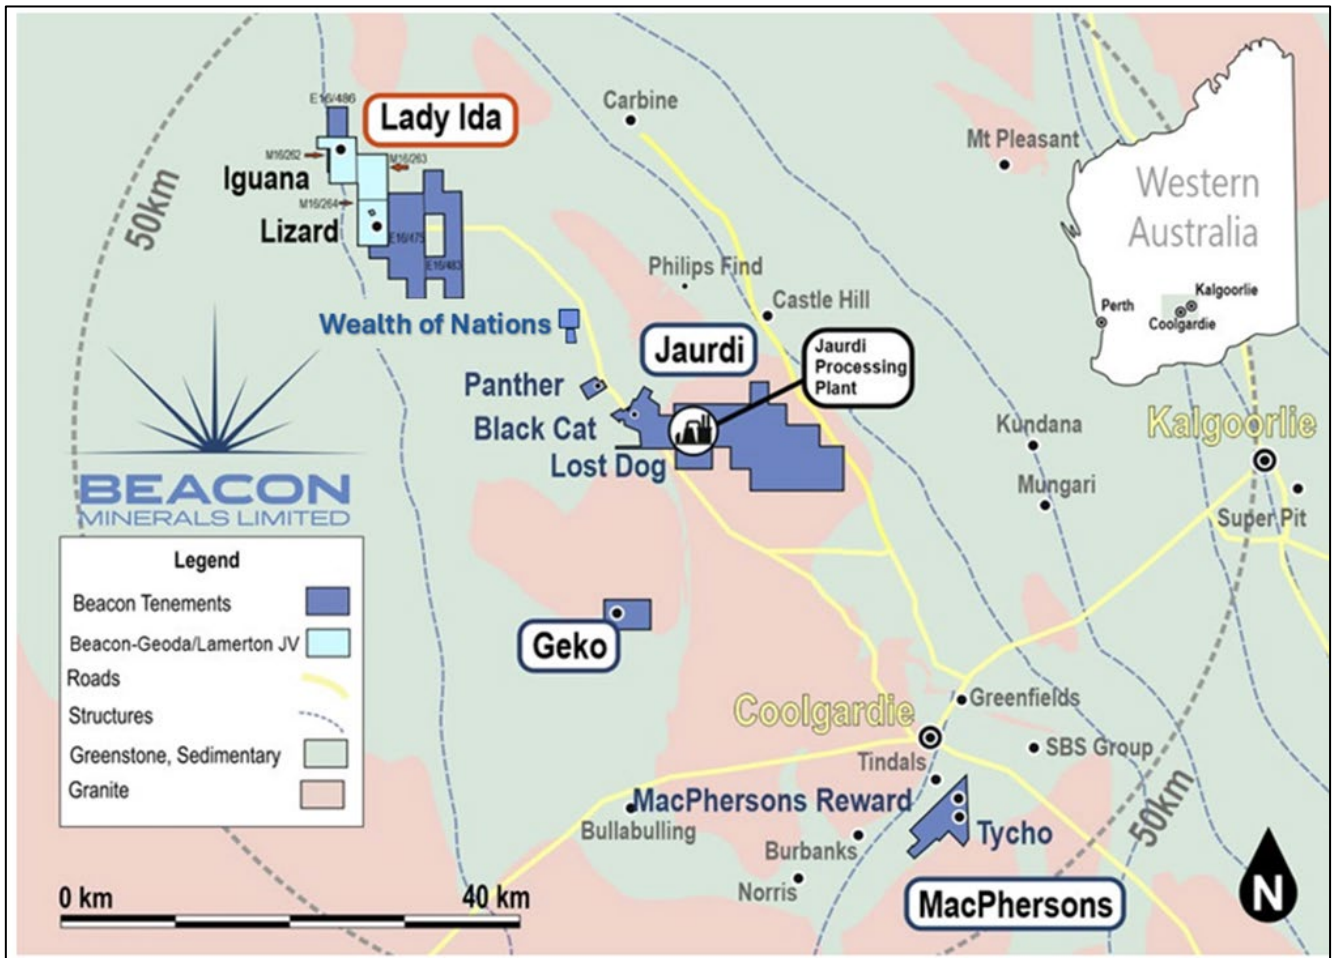 E16/486
Lady Ida
Carbine
Mt Pleasant
M16/262
M16/263
Iguana
M16/264
Lizard
E16/475
E16/483
50km
Western
Australia
Kalgoorlie
Perth
Coolgardie
Philips Find
Castle Hill
Wealth of Nations
Jaurdi
Jaurdi
Processing
Plant
Panther
Black Cat
Lost Dog
Kundana
Kalgoorlie
Mungari
Super Pit
BEACON
MINERALS LIMITED
Legend
Beacon Tenements
Beacon-Geoda/Lamerton JV
Roads
Structures
Greenstone, Sedimentary
Granite
Geko
Coolgardie
Greenfields
SBS Group
Tindals
MacPhersons Reward
Bullabulling
Tycho
Burbanks
Norris
MacPhersons
50km
0 km
40 km
N